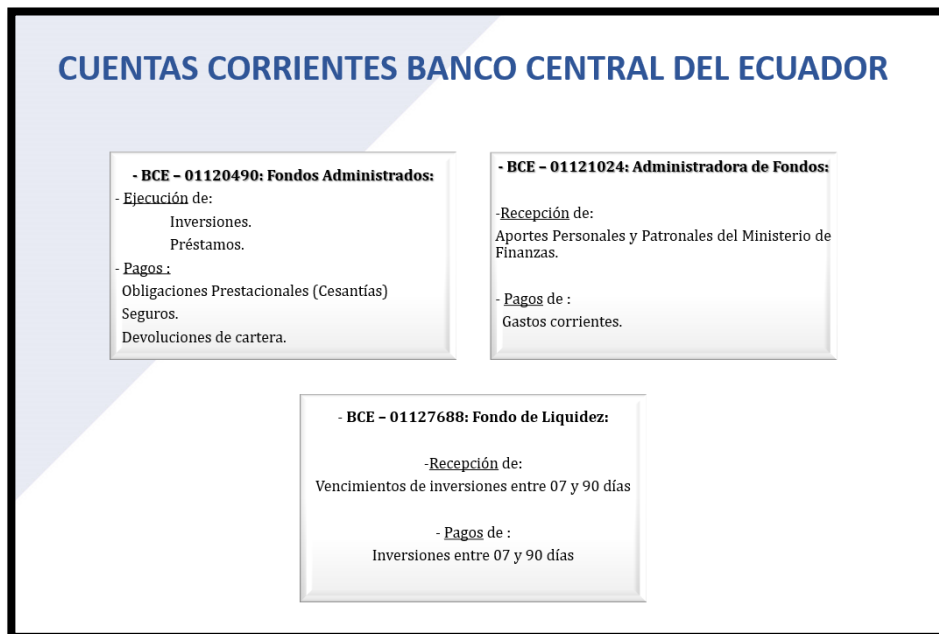 CUENTAS CORRIENTES BANCO CENTRAL DEL ECUADOR
- BCE – 01120490: Fondos Administrados:
- Ejecución de:
Inversiones.
Préstamos.
- Pagos :
Obligaciones Prestacionales (Cesantías)
Seguros.
Devoluciones de cartera.
- BCE – 01121024: Administradora de Fondos:
-Recepción de:
Aportes Personales y Patronales del Ministerio de
Finanzas.
- Pagos de :
Gastos corrientes.
- BCE – 01127688: Fondo de Liquidez:
-Recepción de:
Vencimientos de inversiones entre 07 y 90 días
- Pagos de :
Inversiones entre 07 y 90 días